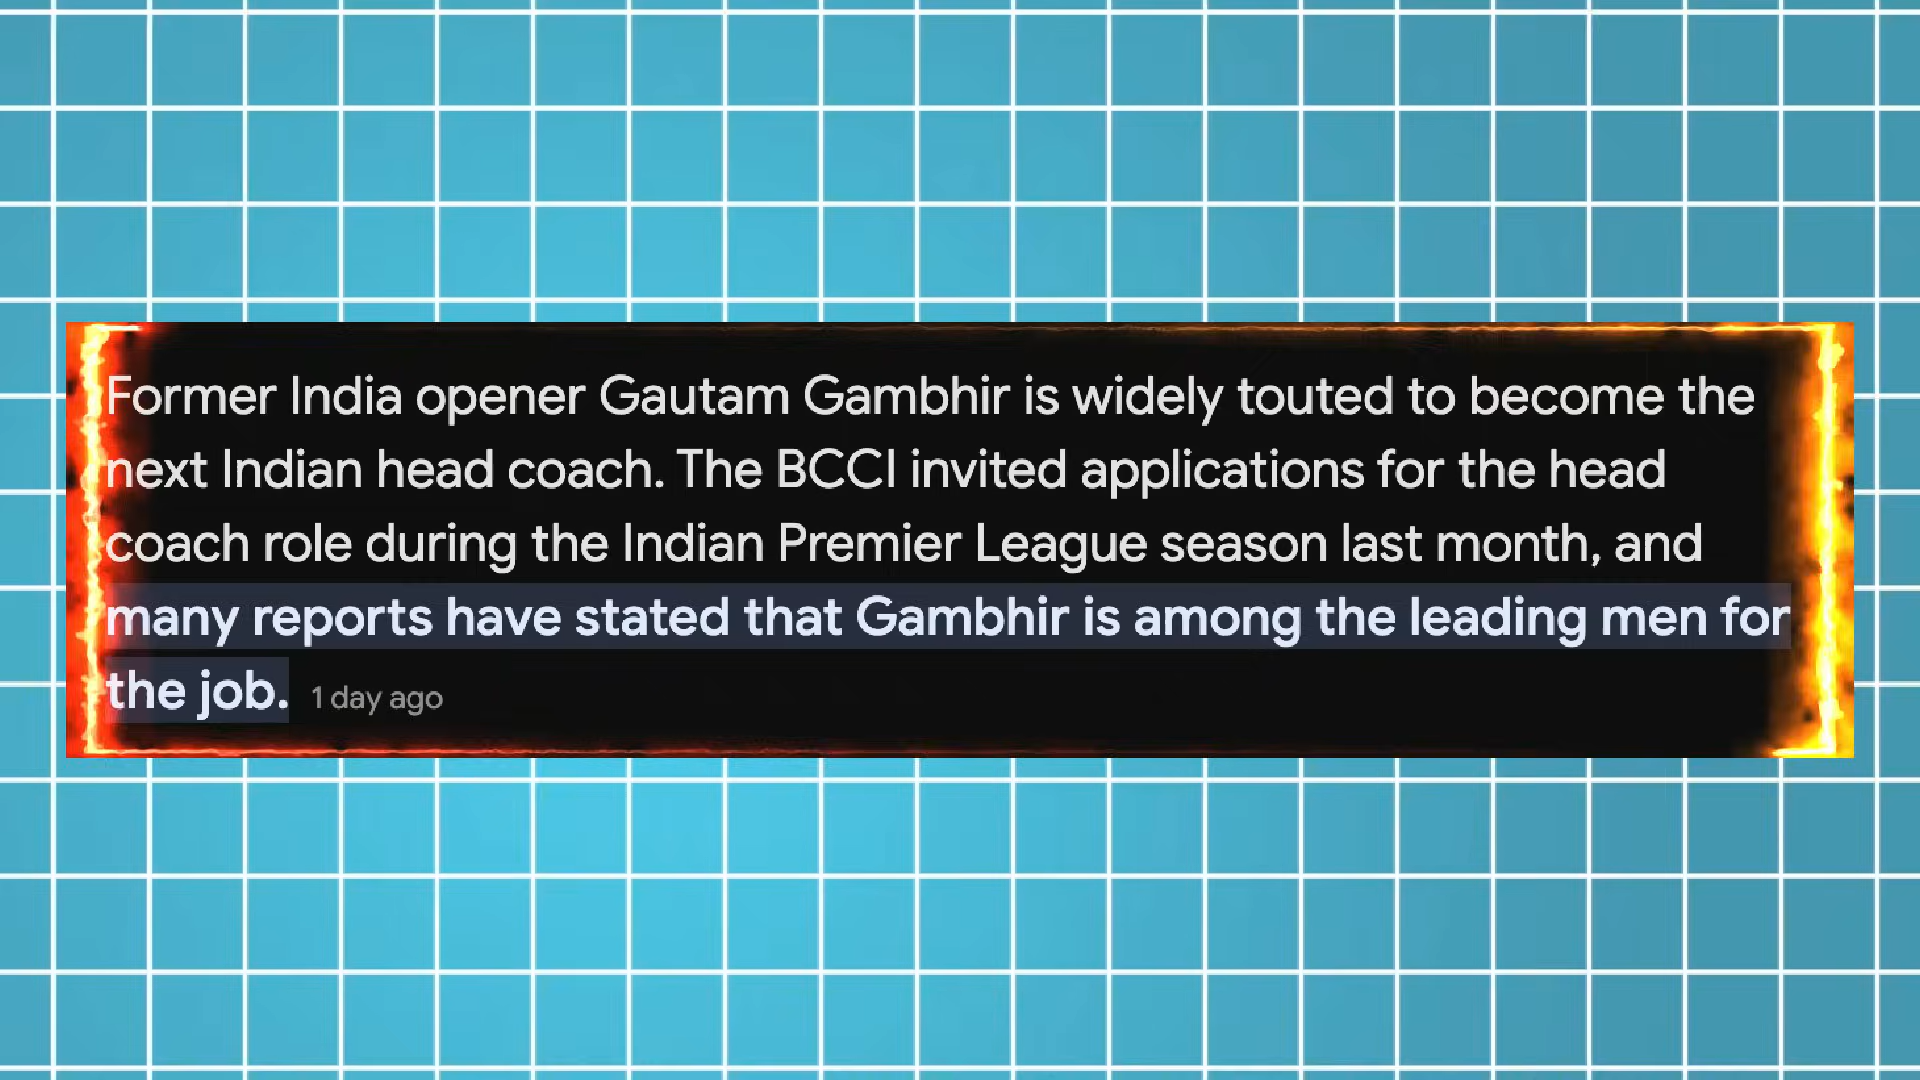 Former India opener Gautam Gambhir is widely touted to become the
next Indian head coach. The BCCI invited applications for the head
coach role during the Indian Premier League season last month, and
many reports have stated that Gambhir is among the leading men for
the job. 1 day ago